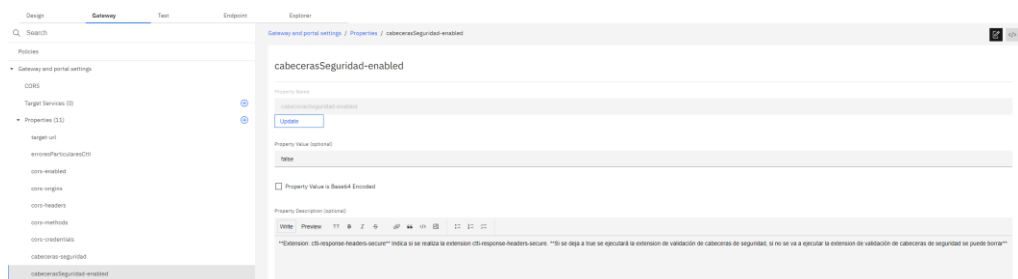 Design Gateway Test Endpoint Explorer
Search
Policies
Gateway and portal settings
CORS
Target Services (0)
Properties (11)
target-url
erroresParticularesCtti
cors-enabled
cors-origins
cors-headers
cors-methods
cors-credentials
cabeceras-seguridad
cabecerasSeguridad-enabled
Gateway and portal settings / Properties / cabecerasSeguridad-enabled
cabecerasSeguridad-enabled
Property Name
cabecerasSeguridad-enabled
Update
Property Value (optional)
false
Property Value is Base64 Encoded
Property Description (optional)
Write Preview
**Extension: ctti-response-headers-secure** Indica si se realiza la extension ctti-response-headers-secure. **Si se deja a true se ejecutará la extension de validación de cabeceras de seguridad, si no se va a ejecutar la extension de validación de cabeceras de seguridad se puede borrar**